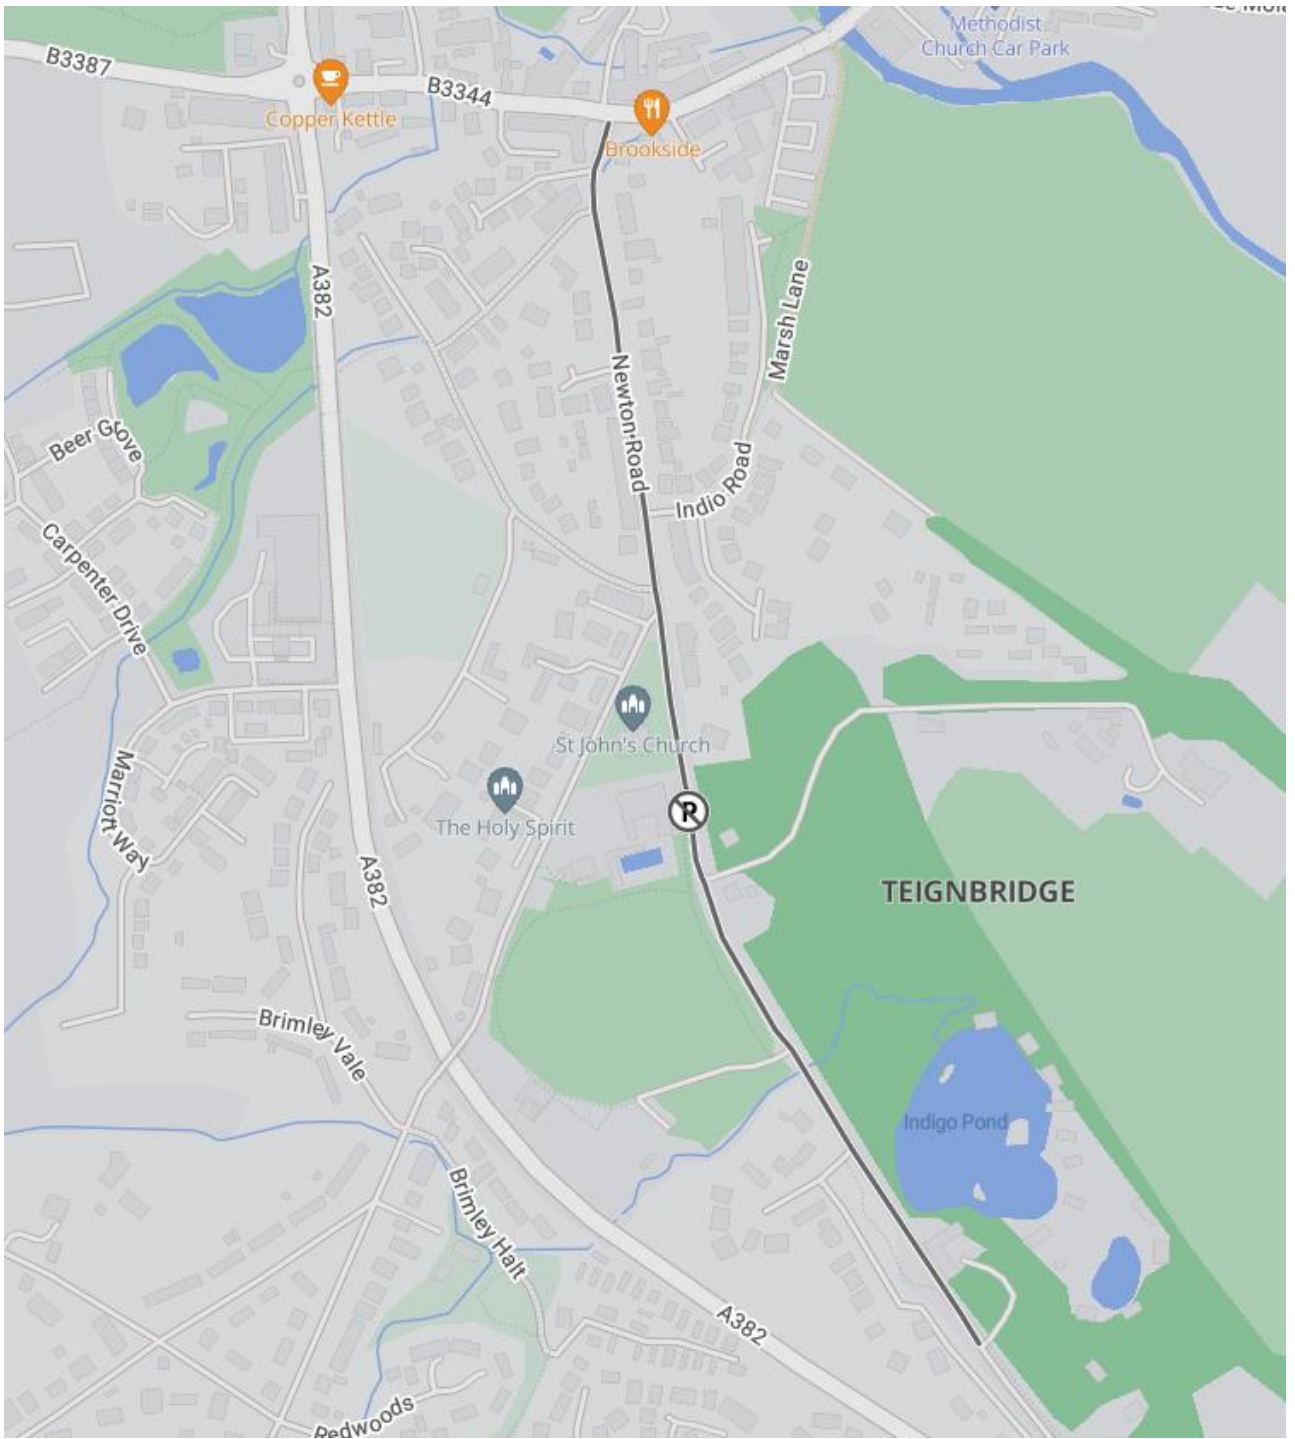 Methodist
Church Car Park
B3387
B3344
Copper Kettle
Brookside
A382
Marsh Lane
Newton Road
Beer Grove
Indio Road
Carpenter Drive
St John's Church
Marriott Way
The Holy Spirit
R
A382
TEIGNBRIDGE
Brimley Vale
Indigo Pond
Brimley Halt
A382
Redwoods